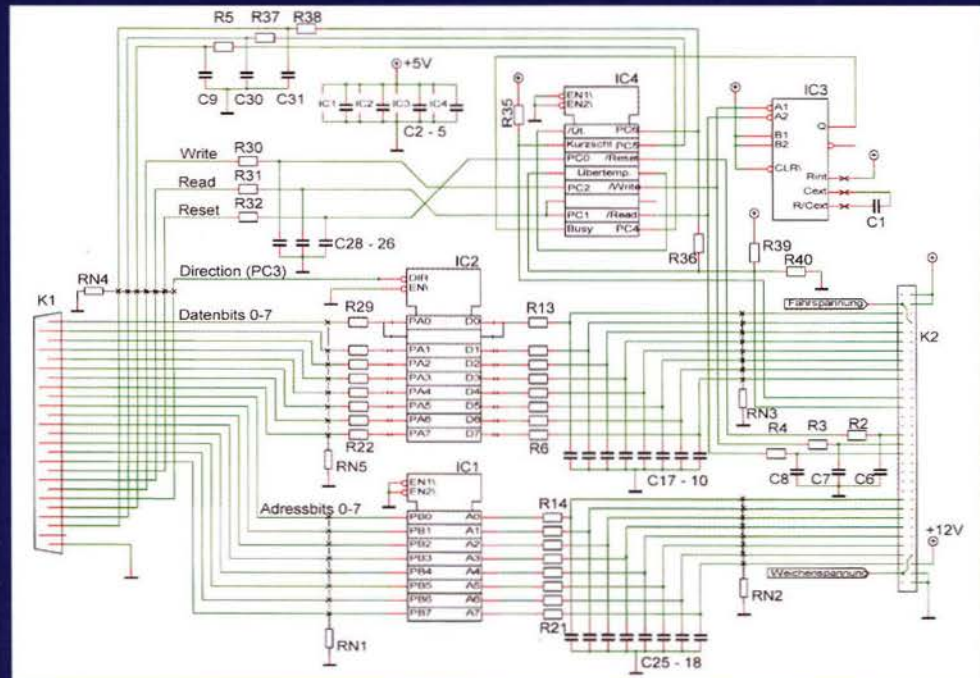 R5 R37 R38
C9 C30 C31
+5V
IC1 IC2 IC3 IC4
C2 - 5
IC4
EN1\
EN2\
R35
/Üt. PC6
Kurzschl PC5
PC0 /Reset
Übertemp.
PC2 /Write
PC1 /Read
Busy PC4
IC3
A1
A2
B1
B2
CLR\
Q
Rint
Cext
R/Cext
C1
Write R30
Read R31
Reset R32
C28 - 26
R36
R39
R40
Direction (PC3)
IC2
DIR
EN\
RN4
K1
Datenbits 0-7
R29
PA0 D0
PA1 D1
PA2 D2
PA3 D3
PA4 D4
PA5 D5
PA6 D6
PA7 D7
R22
R13
R6
RN5
C17 - 10
Fahrspannung
K2
RN3
R4 R3 R2
C8 C7 C6
IC1
EN1\
EN2\
Adressbits 0-7
PB0 A0
PB1 A1
PB2 A2
PB3 A3
PB4 A4
PB5 A5
PB6 A6
PB7 A7
R14
R21
RN1
C25 - 18
+12V
Weichenspannung
RN2